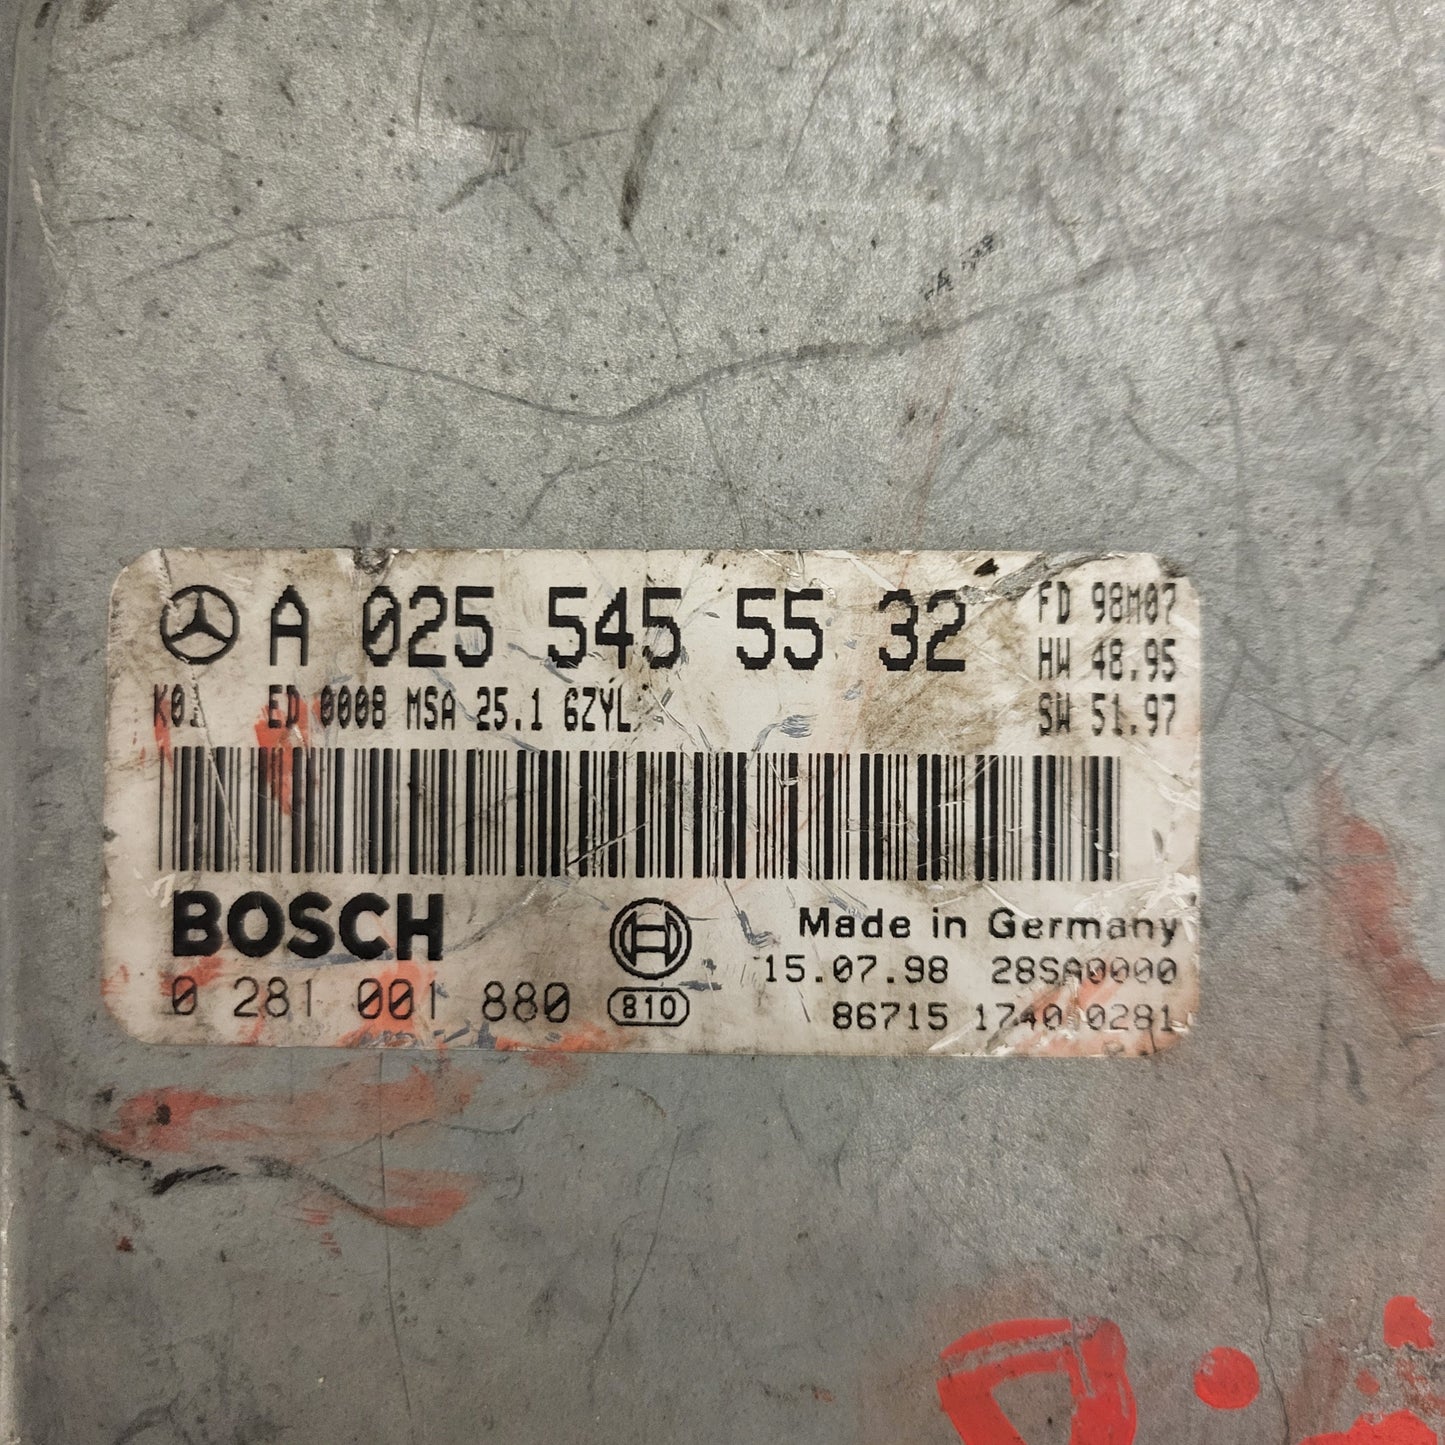 A 025 545 55 32
FD 98M07
HW 48.95
SW 51.97
ED 0008 MSA 25.1 6ZYL
BOSCH
Made in Germany
0 281 001 880
810
15.07.98 28SA0000
86715 1740 0281